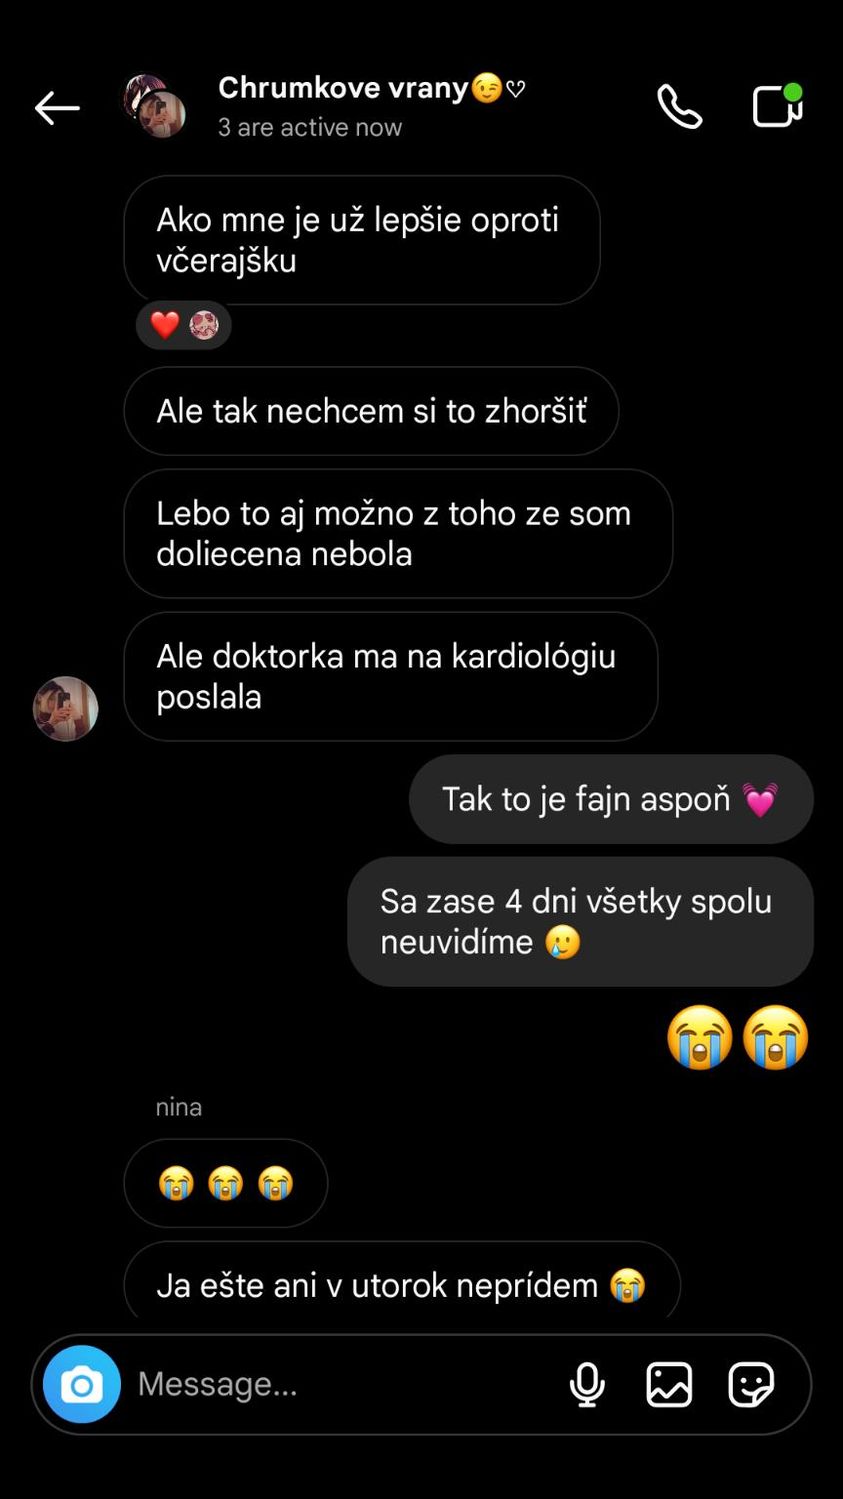 Chrumkove vrany😉♡
3 are active now
Ako mne je už lepšie oproti
včerajšku
❤️
Ale tak nechcem si to zhoršiť
Lebo to aj možno z toho ze som
doliecena nebola
Ale doktorka ma na kardiológiu
poslala
Tak to je fajn aspoň 💓
Sa zase 4 dni všetky spolu
neuvidíme 🥲
😭😭
nina
😭 😭 😭
Ja ešte ani v utorok neprídem 😭
Message...